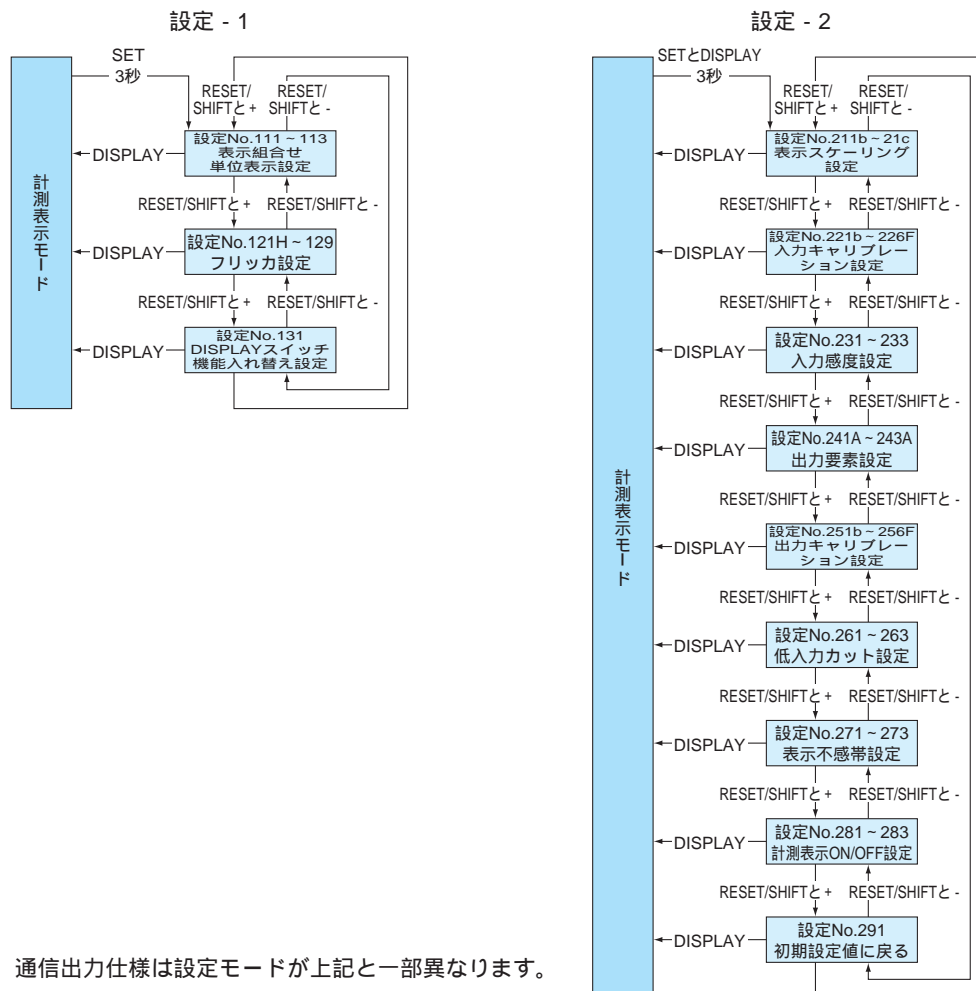 設定 - 1
SET
3秒
RESET/
SHIFTと +
RESET/
SHIFTと -
計測表示モード
設定No.111 ~ 113
表示組合せ
単位表示設定
DISPLAY
RESET/SHIFTと +
RESET/SHIFTと -
設定No.121H ~ 129
フリッカ設定
DISPLAY
RESET/SHIFTと +
RESET/SHIFTと -
設定No.131
DISPLAYスイッチ
機能入れ替え設定
DISPLAY
設定 - 2
SETとDISPLAY
3秒
RESET/
SHIFTと +
RESET/
SHIFTと -
計測表示モード
設定No.211b ~ 21c
表示スケーリング
設定
DISPLAY
RESET/SHIFTと +
RESET/SHIFTと -
設定No.221b ~ 226F
入力キャリブレー
ション設定
DISPLAY
RESET/SHIFTと +
RESET/SHIFTと -
設定No.231 ~ 233
入力感度設定
DISPLAY
RESET/SHIFTと +
RESET/SHIFTと -
設定No.241A ~ 243A
出力要素設定
DISPLAY
RESET/SHIFTと +
RESET/SHIFTと -
設定No.251b ~ 256F
出力キャリブレー
ション設定
DISPLAY
RESET/SHIFTと +
RESET/SHIFTと -
設定No.261 ~ 263
低入力カット設定
DISPLAY
RESET/SHIFTと +
RESET/SHIFTと -
設定No.271 ~ 273
表示不感帯設定
DISPLAY
RESET/SHIFTと +
RESET/SHIFTと -
設定No.281 ~ 283
計測表示ON/OFF設定
DISPLAY
RESET/SHIFTと +
RESET/SHIFTと -
設定No.291
初期設定値に戻る
DISPLAY
通信出力仕様は設定モードが上記と一部異なります。